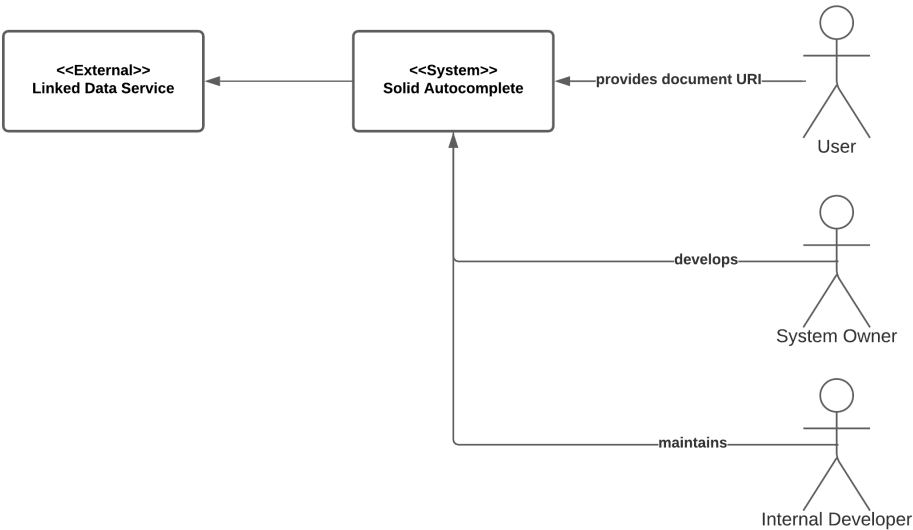 <<External>>
Linked Data Service
<<System>>
Solid Autocomplete
provides document URI
User
develops
System Owner
maintains
Internal Developer